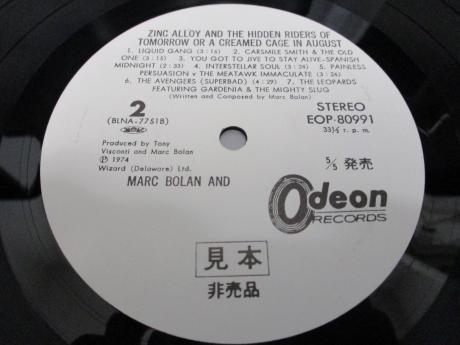 ZINC ALLOY AND THE HIDDEN RIDERS OF
TOMORROW OR A CREAMED CAGE IN AUGUST
1. LIQUID GANG (3:16) 2. CARSMILE SMITH & THE OLD
ONE (3:15) 3. YOU GOT TO JIVE TO STAY ALIVE-SPANISH
MIDNIGHT (2:33) 4. INTERSTELLAR SOUL (3:24) 5. PAINLESS
PERSUASION v THE MEATAWK IMMACULATE (3:26)
6. THE AVENGERS (SUPERBAD) (4:29) 7. THE LEOPARDS
FEATURING GARDENIA & THE MIGHTY SLUG
(Written and Composed by Marc Bolan)
2
(BLNA-77518)
STEREO
EOP-80991
33⅓ r. p. m.
Produced by Tony
Visconti and Marc Bolan
Ⓟ 1974
Wizard (Delaware) Ltd.
5/5 発売
MARC BOLAN AND
Odeon
RECORDS
見本
非売品